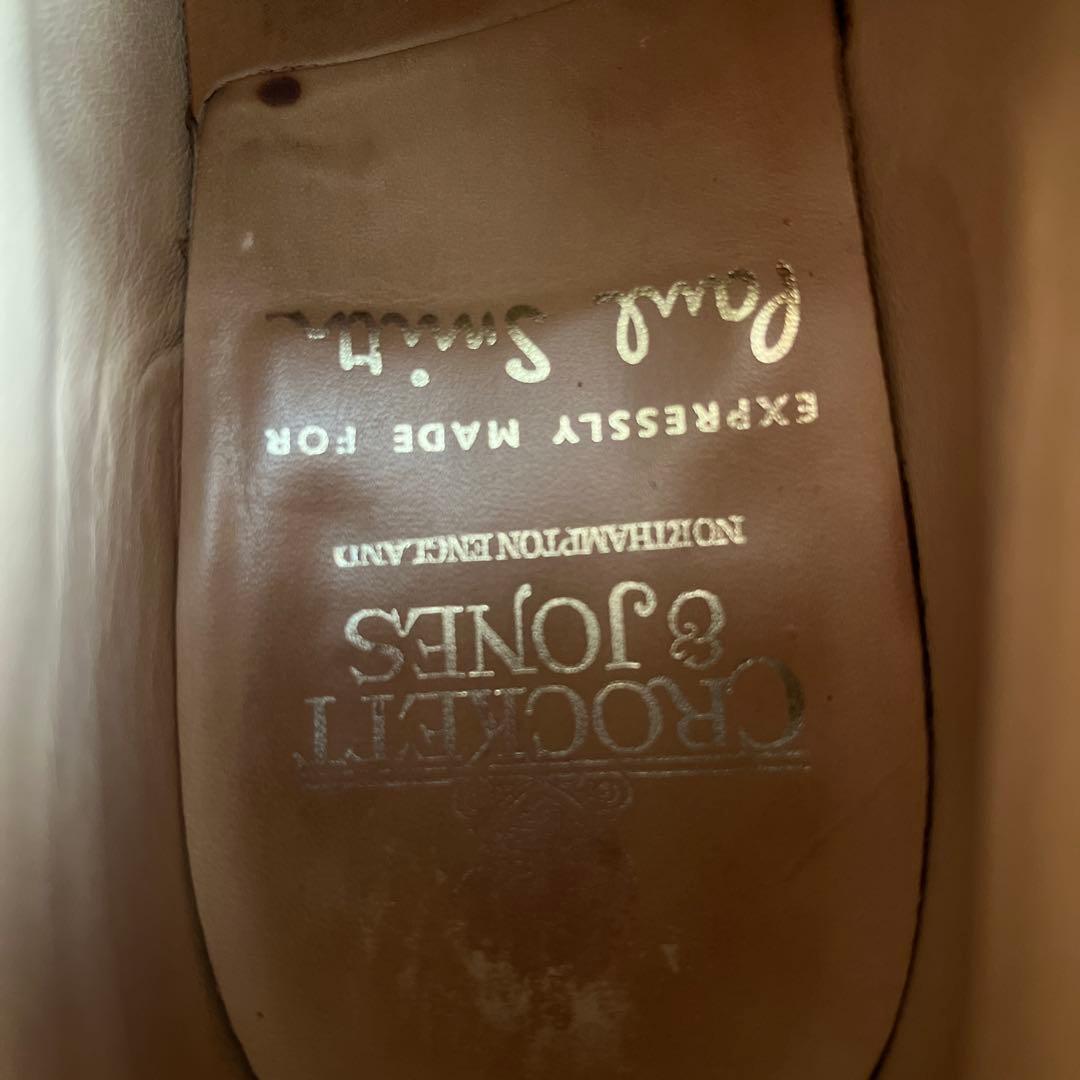 CROCKETT
& JONES
NORTHAMPTON ENGLAND
EXPRESSLY MADE FOR
Paul Smith